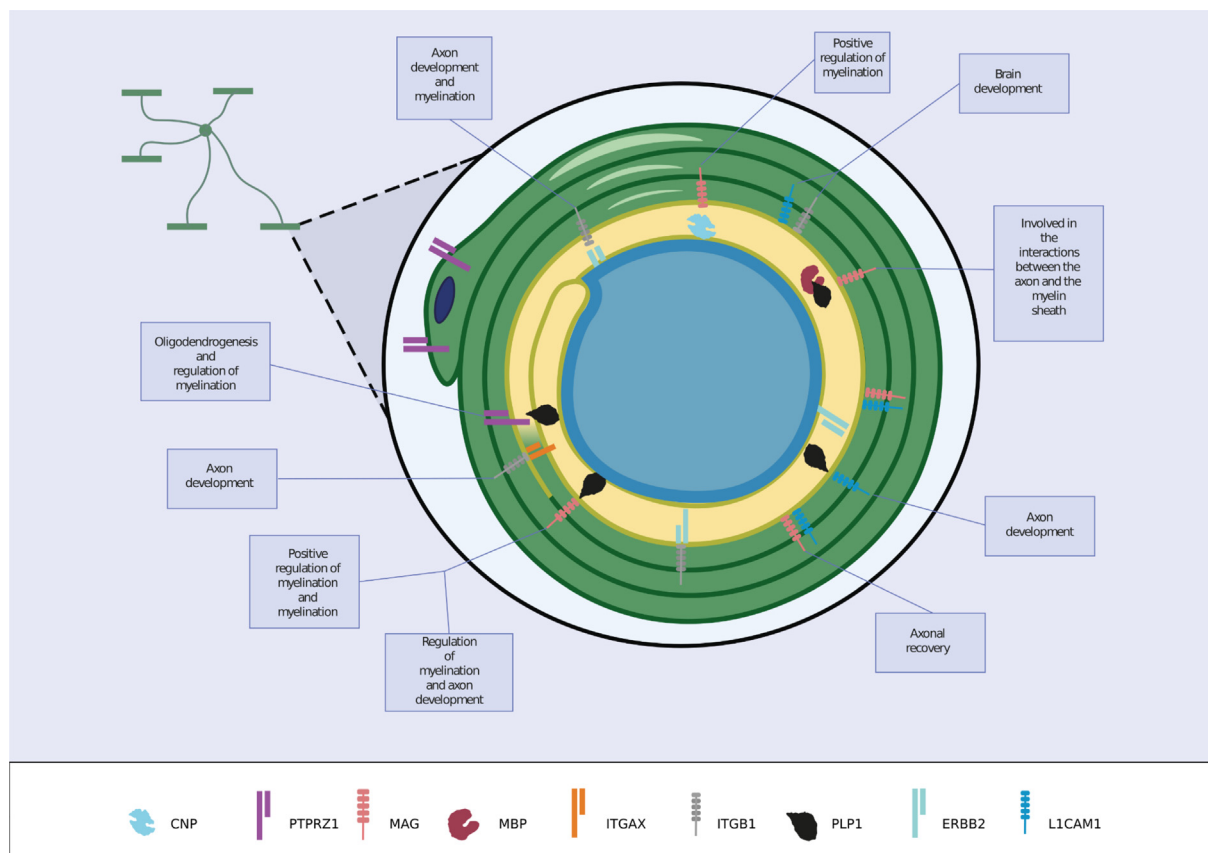 Axon
development
and
myelination
Positive
regulation of
myelination
Brain
development
Involved in
the
interactions
between the
axon and the
myelin
sheath
Oligodendrogenesis
and
regulation of
myelination
Axon
development
Positive
regulation of
myelination
and
myelination
Regulation
of
myelination
and axon
development
Axon
development
Axonal
recovery
CNP PTPRZ1 MAG MBP ITGAX ITGB1 PLP1 ERBB2 L1CAM1